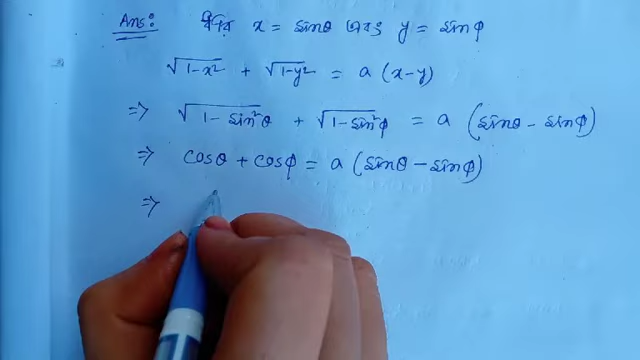 Ans: ধরি x = sinθ এবং y = sinφ
√1-x² + √1-y² = a (x-y)
⇒ √1-sin²θ + √1-sin²φ = a (sinθ - sinφ)
⇒ cosθ + cosφ = a (sinθ - sinφ)
⇒